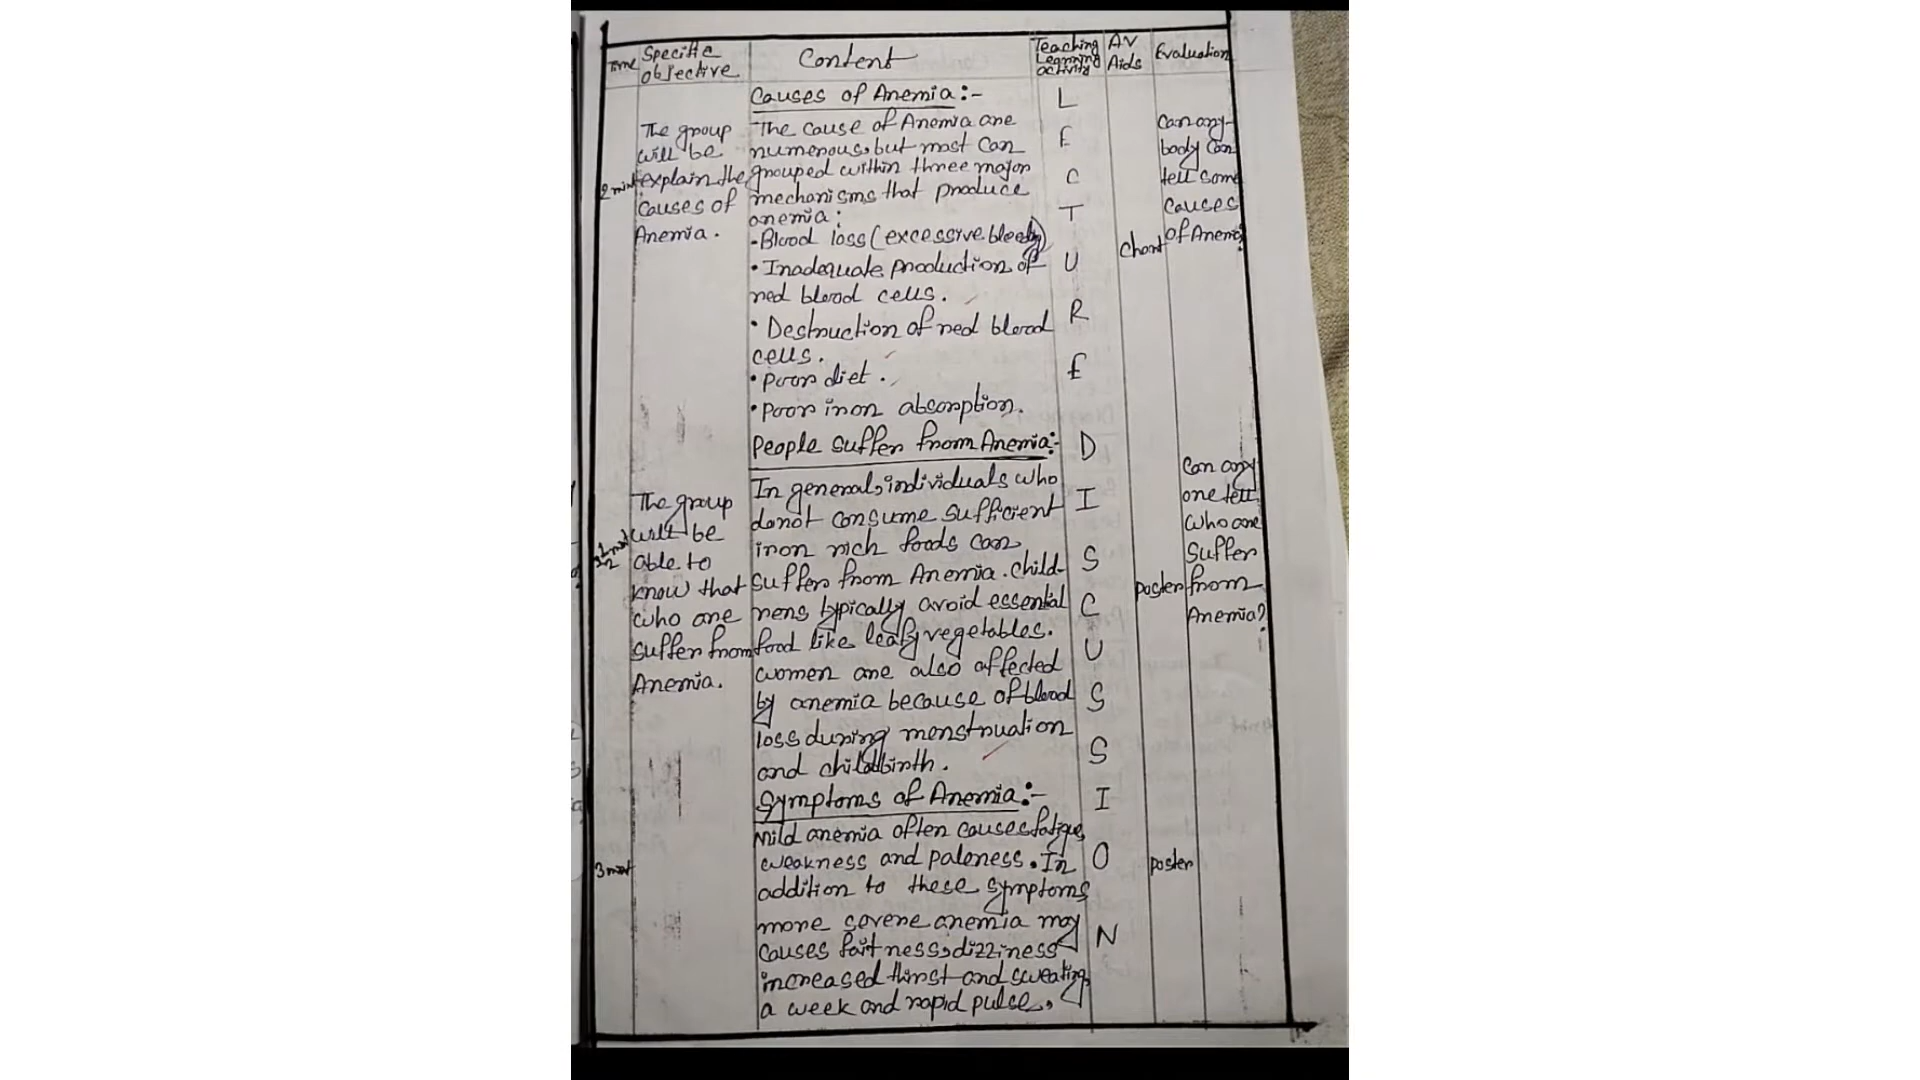 Time
Specific
objective
Content
Teaching
Learning
activity
AV
Aids
Evaluation
2 mint
The group
will be
explain the
causes of
Anemia.
Causes of Anemia:-
The cause of Anemia are
numerous, but most can
grouped within three major
mechanisms that produce
anemia:
-Blood loss (excessive bleeding)
• Inadequate production of
red blood cells.
• Destruction of red blood
cells.
• Poor diet.
• Poor iron absorption.
L
E
C
T
U
R
E
chart
Can any-
body can
tell some
causes
of Anemia?
The group
will be
able to
know that
who are
suffer from
Anemia.
People suffer from Anemia:-
In general, individuals who
donot consume sufficient
iron rich foods can
suffer from Anemia. Child-
rens typically avoid essential
food like leafy vegetables.
women are also affected
by anemia because of blood
loss during menstruation
and childbirth.
D
I
S
C
U
S
S
I
O
N
poster
Can any
one tell
who are
suffer
from
Anemia?
3 mint
Symptoms of Anemia:-
Mild anemia often causes fatigue,
weakness and paleness. In
addition to these symptoms
more severe anemia may
causes faitness, dizziness
increased thirst and sweating,
a week and rapid pulse,
poster